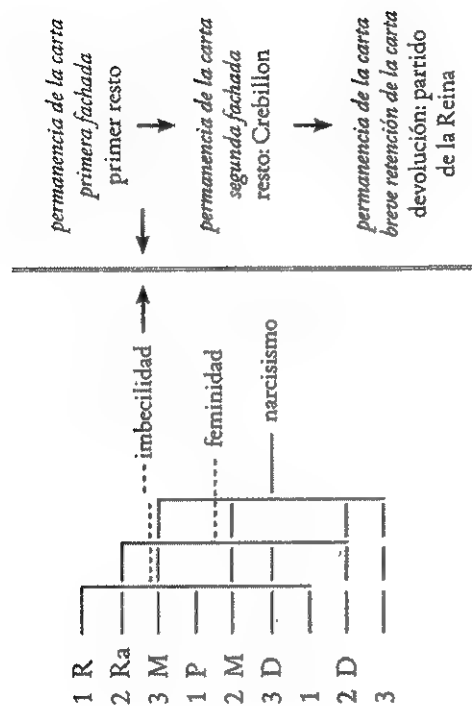 1 R
2 Ra
3 M
1 P
2 M
3 D
1
2 D
3
imbecilidad
feminidad
narcisismo
permanencia de la carta
primera fachada
primer resto
permanencia de la carta
segunda fachada
resto: Crebillon
permanencia de la carta
breve retención de la carta
devolución: partido
de la Reina